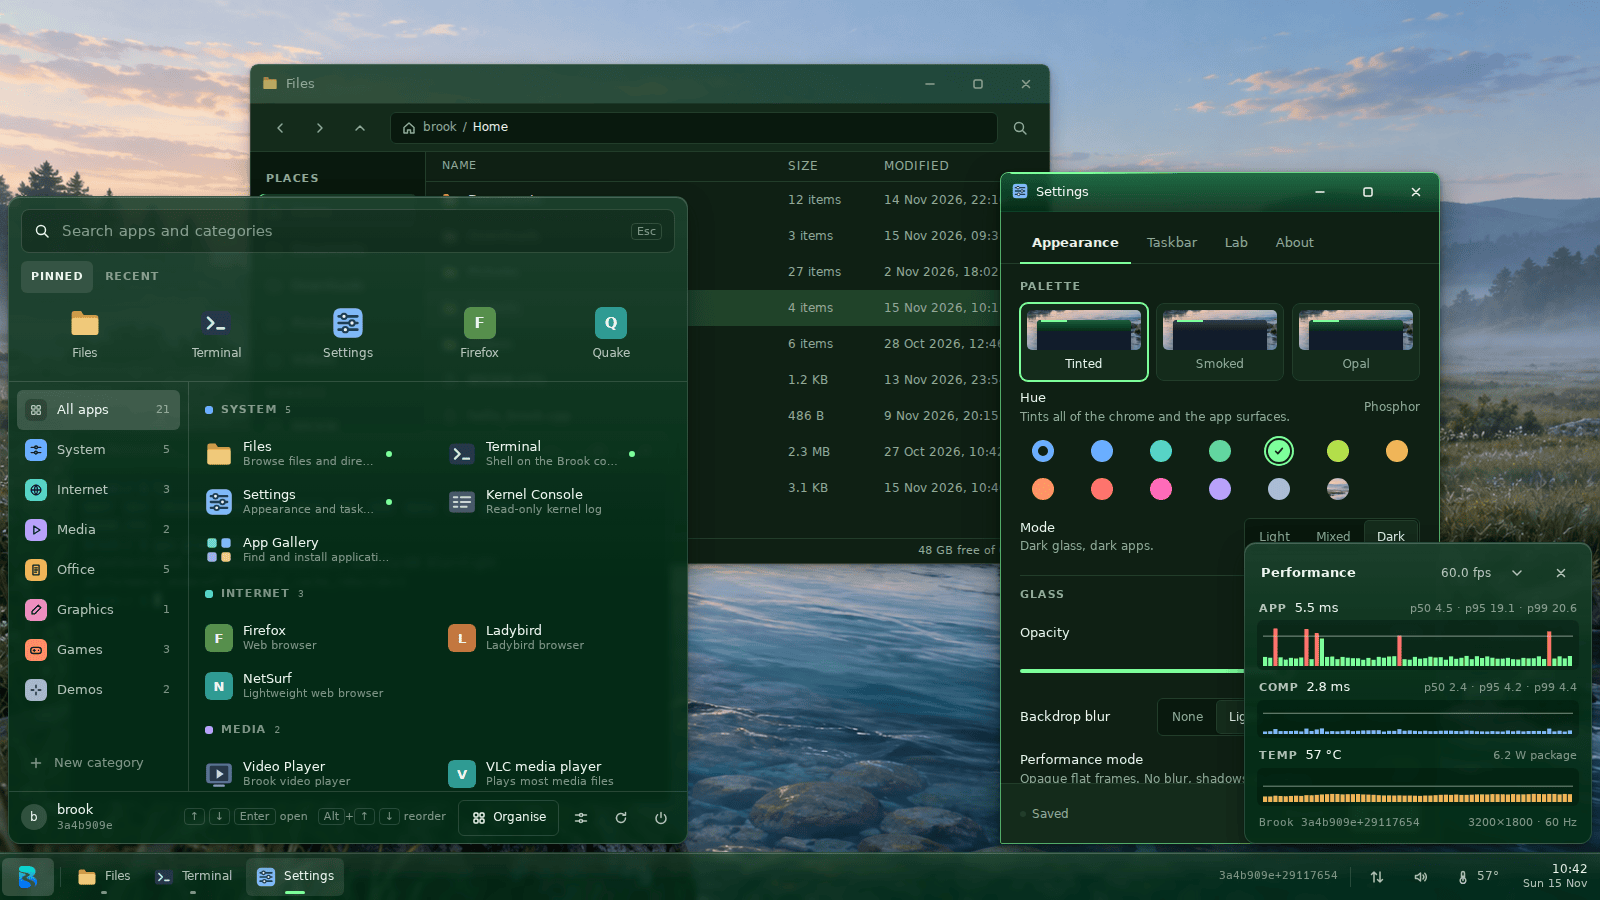 Files
brook / Home
PLACES
NAME SIZE MODIFIED
12 items 14 Nov 2026, 22:1
3 items 15 Nov 2026, 09:3
27 items 2 Nov 2026, 18:02
4 items 15 Nov 2026, 10:1
6 items 28 Oct 2026, 12:4
1.2 KB 13 Nov 2026, 23:5
486 B 9 Nov 2026, 20:15
2.3 MB 27 Oct 2026, 10:4
3.1 KB 15 Nov 2026, 10:4
48 GB free of
Search apps and categories Esc
PINNED RECENT
Files Terminal Settings Firefox Quake
F
Q
All apps 21
System 5
Internet 3
Media 2
Office 5
Graphics 1
Games 3
Demos 2
New category
SYSTEM 5
Files
Browse files and dire...
Terminal
Shell on the Brook co...
Settings
Appearance and task...
Kernel Console
Read-only kernel log
App Gallery
Find and install applicati...
INTERNET 3
F
Firefox
Web browser
L
Ladybird
Ladybird browser
N
NetSurf
Lightweight web browser
MEDIA 2
Video Player
Brook video player
V
VLC media player
Plays most media files
b
brook
3a4b909e
↑ ↓ Enter open Alt+↑ ↓ reorder
Organise
Settings
Appearance Taskbar Lab About
PALETTE
Tinted Smoked Opal
Hue
Tints all of the chrome and the app surfaces.
Phosphor
Mode
Dark glass, dark apps.
Light Mixed Dark
GLASS
Opacity
Backdrop blur
None Lig
Performance mode
Opaque flat frames. No blur, shadows
Saved
Performance 60.0 fps
APP 5.5 ms p50 4.5 · p95 19.1 · p99 20.6
COMP 2.8 ms p50 2.4 · p95 4.2 · p99 4.4
TEMP 57 °C 6.2 W package
Brook 3a4b909e+29117654 3200×1800 · 60 Hz
Files Terminal Settings
3a4b909e+29117654
57°
10:42
Sun 15 Nov